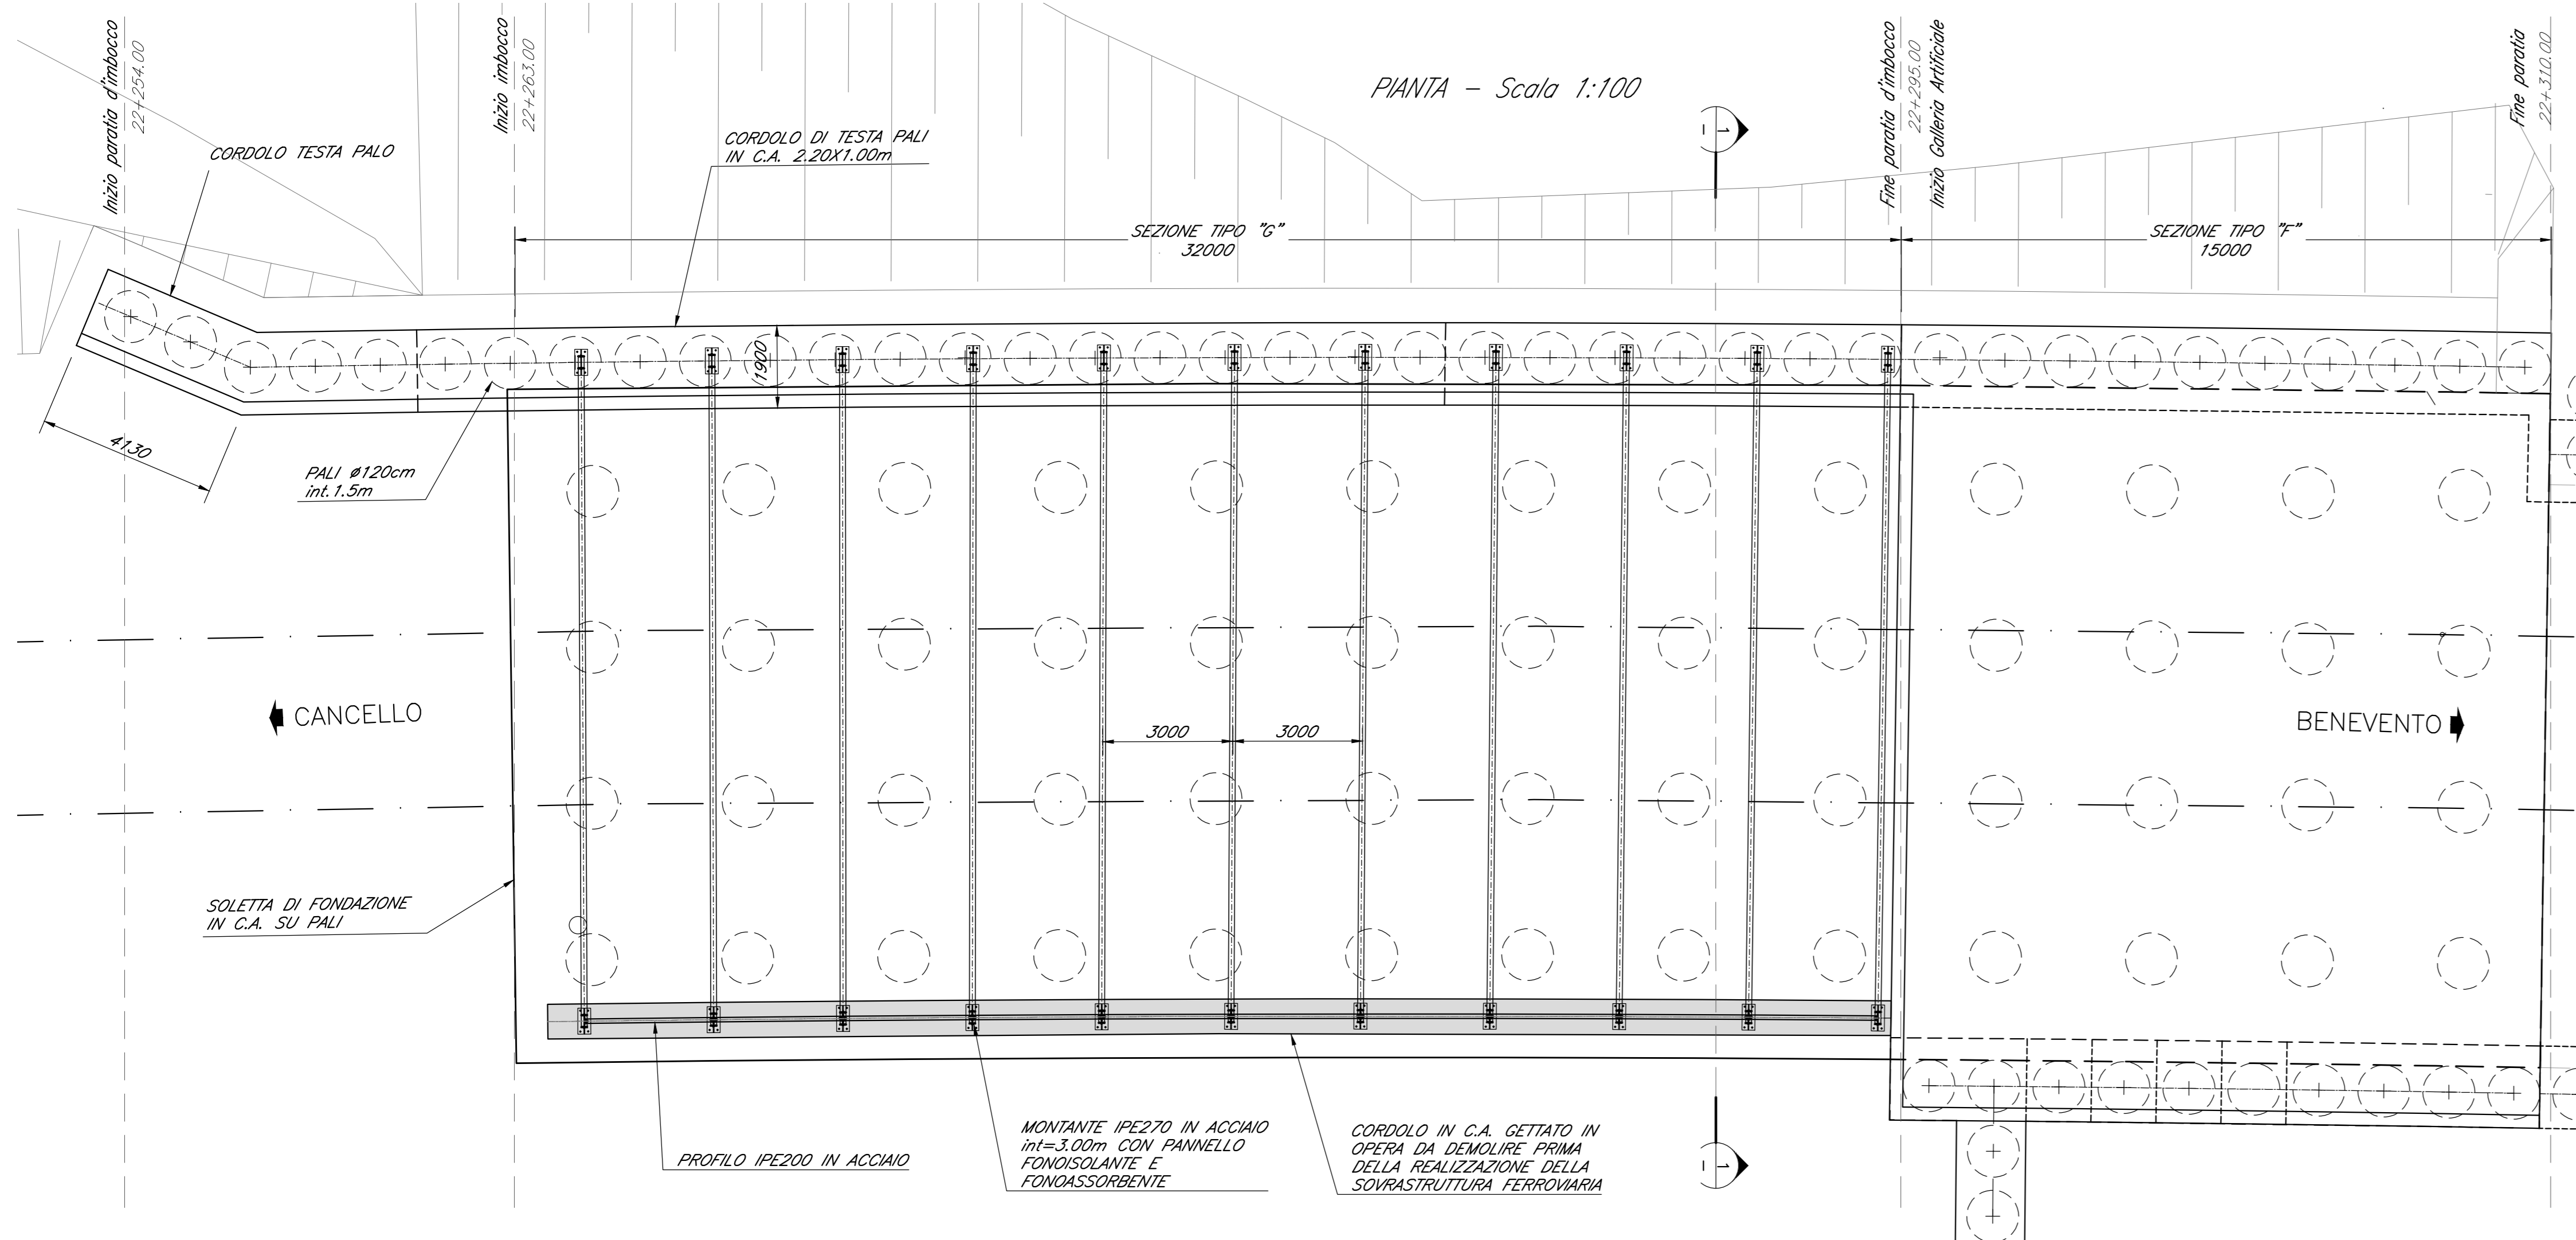 Inizio paratia d'imbocco
22+254.00
Inizio imbocco
22+263.00
PIANTA - Scala 1:100
Fine paratia d'imbocco
22+295.00
Inizio Galleria Artificiale
Fine paratia
22+310.00
CORDOLO TESTA PALO
CORDOLO DI TESTA PALI
IN C.A. 2.20X1.00m
1
-
SEZIONE TIPO "G"
32000
SEZIONE TIPO "F"
15000
1900
4130
PALI ø120cm
int.1.5m
CANCELLO
3000
3000
BENEVENTO
SOLETTA DI FONDAZIONE
IN C.A. SU PALI
PROFILO IPE200 IN ACCIAIO
MONTANTE IPE270 IN ACCIAIO
int=3.00m CON PANNELLO
FONOISOLANTE E
FONOASSORBENTE
CORDOLO IN C.A. GETTATO IN
OPERA DA DEMOLIRE PRIMA
DELLA REALIZZAZIONE DELLA
SOVRASTRUTTURA FERROVIARIA
1
-